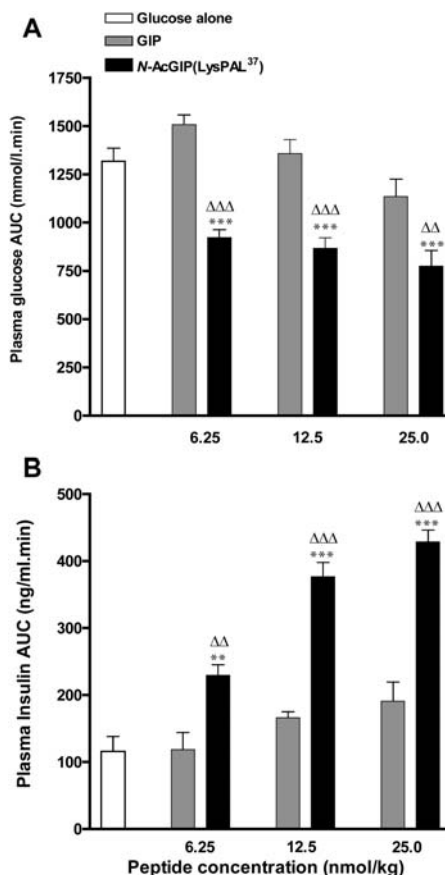 A
Glucose alone
GIP
N-AcGIP(LysPAL³⁷)
Plasma glucose AUC (mmol/l.min)
1750
1500
1250
1000
750
500
250
0
ΔΔΔ
***
ΔΔΔ
***
ΔΔ
***
6.25 12.5 25.0
B
Plasma Insulin AUC (ng/ml.min)
500
400
300
200
100
0
ΔΔ
**
ΔΔΔ
***
ΔΔΔ
***
6.25 12.5 25.0
Peptide concentration (nmol/kg)